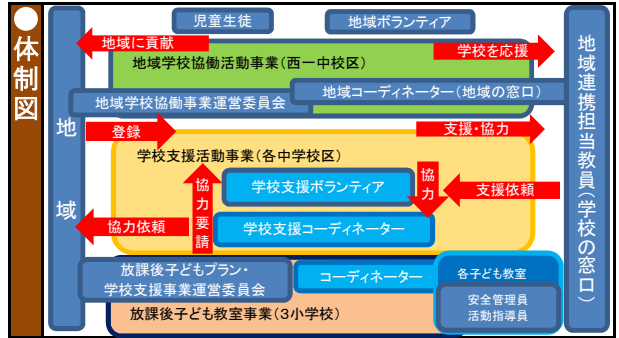 ●体制図
児童生徒
地域ボランティア
地域に貢献
学校を応援
地域学校協働活動事業(西一中校区)
地域コーディネーター(地域の窓口)
地域学校協働事業運営委員会
地域
登録
支援・協力
学校支援活動事業(各中学校区)
協力要請
学校支援ボランティア
協力
支援依頼
協力依頼
学校支援コーディネーター
放課後子どもプラン・
学校支援事業運営委員会
コーディネーター
各子ども教室
安全管理員
活動指導員
放課後子ども教室事業(3小学校)
地域連携担当教員(学校の窓口)